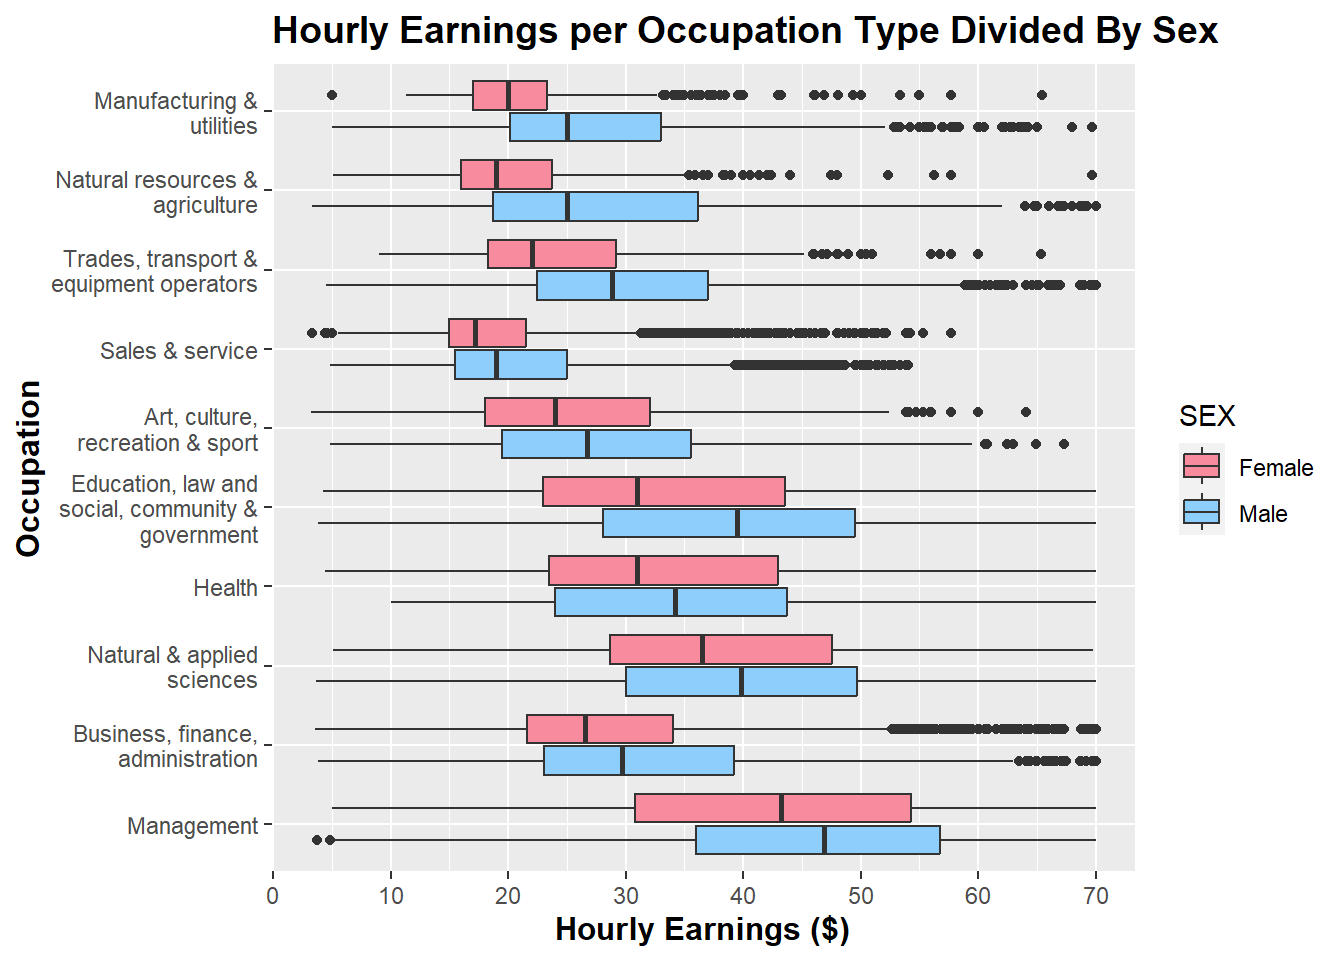 Hourly Earnings per Occupation Type Divided By Sex
Manufacturing &
utilities
Natural resources &
agriculture
Trades, transport &
equipment operators
Sales & service
Art, culture,
recreation & sport
Education, law and
social, community &
government
Health
Natural & applied
sciences
Business, finance,
administration
Management
Occupation
0 10 20 30 40 50 60 70
Hourly Earnings ($)
SEX
Female
Male